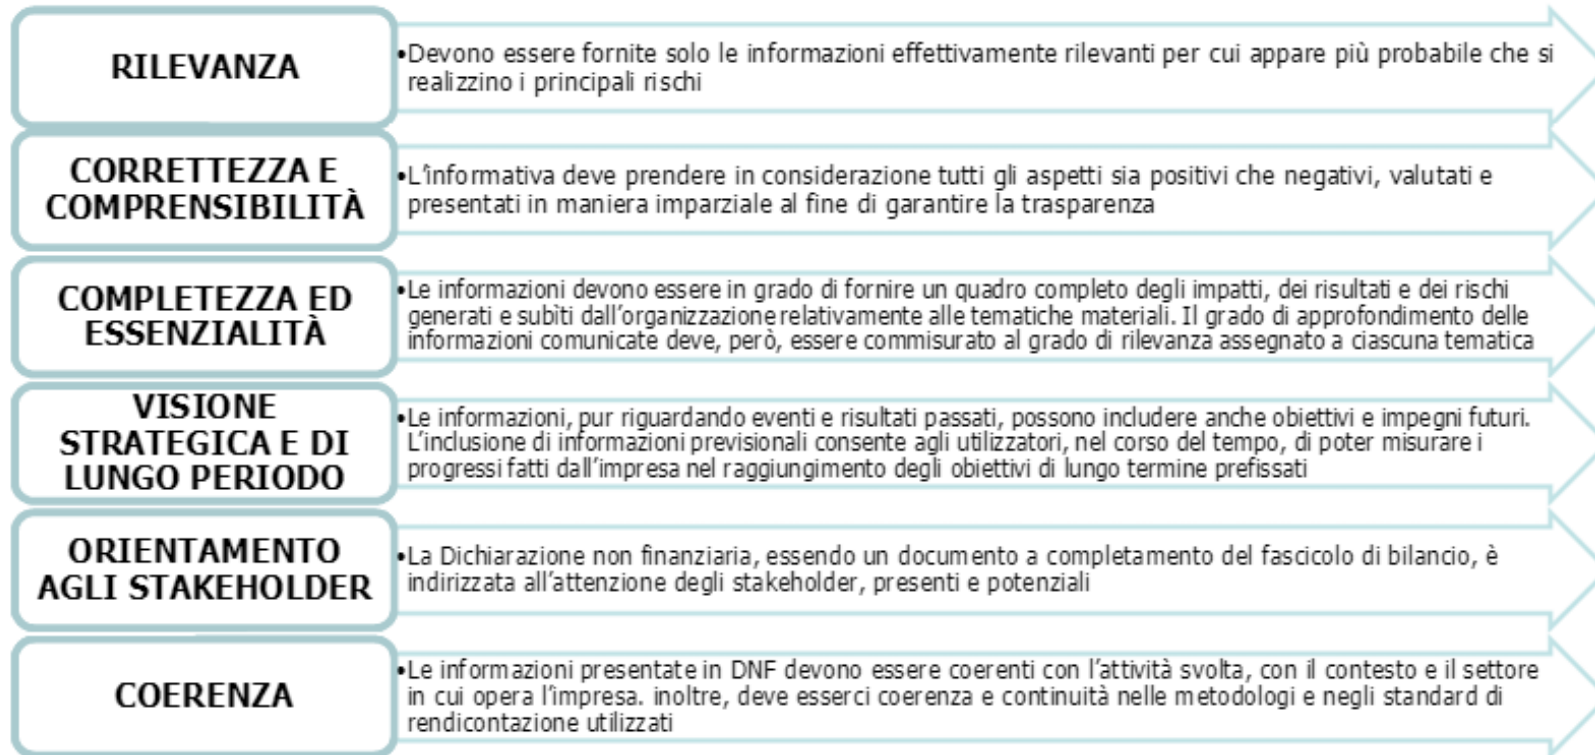 RILEVANZA
•Devono essere fornite solo le informazioni effettivamente rilevanti per cui appare più probabile che si
realizzino i principali rischi
CORRETTEZZA E
COMPRENSIBILITÀ
•L'informativa deve prendere in considerazione tutti gli aspetti sia positivi che negativi, valutati e
presentati in maniera imparziale al fine di garantire la trasparenza
COMPLETEZZA ED
ESSENZIALITÀ
•Le informazioni devono essere in grado di fornire un quadro completo degli impatti, dei risultati e dei rischi
generati e subìti dall'organizzazione relativamente alle tematiche materiali. Il grado di approfondimento delle
informazioni comunicate deve, però, essere commisurato al grado di rilevanza assegnato a ciascuna tematica
VISIONE
STRATEGICA E DI
LUNGO PERIODO
•Le informazioni, pur riguardando eventi e risultati passati, possono includere anche obiettivi e impegni futuri.
L'inclusione di informazioni previsionali consente agli utilizzatori, nel corso del tempo, di poter misurare i
progressi fatti dall'impresa nel raggiungimento degli obiettivi di lungo termine prefissati
ORIENTAMENTO
AGLI STAKEHOLDER
•La Dichiarazione non finanziaria, essendo un documento a completamento del fascicolo di bilancio, è
indirizzata all'attenzione degli stakeholder, presenti e potenziali
COERENZA
•Le informazioni presentate in DNF devono essere coerenti con l'attività svolta, con il contesto e il settore
in cui opera l'impresa. inoltre, deve esserci coerenza e continuità nelle metodologi e negli standard di
rendicontazione utilizzati